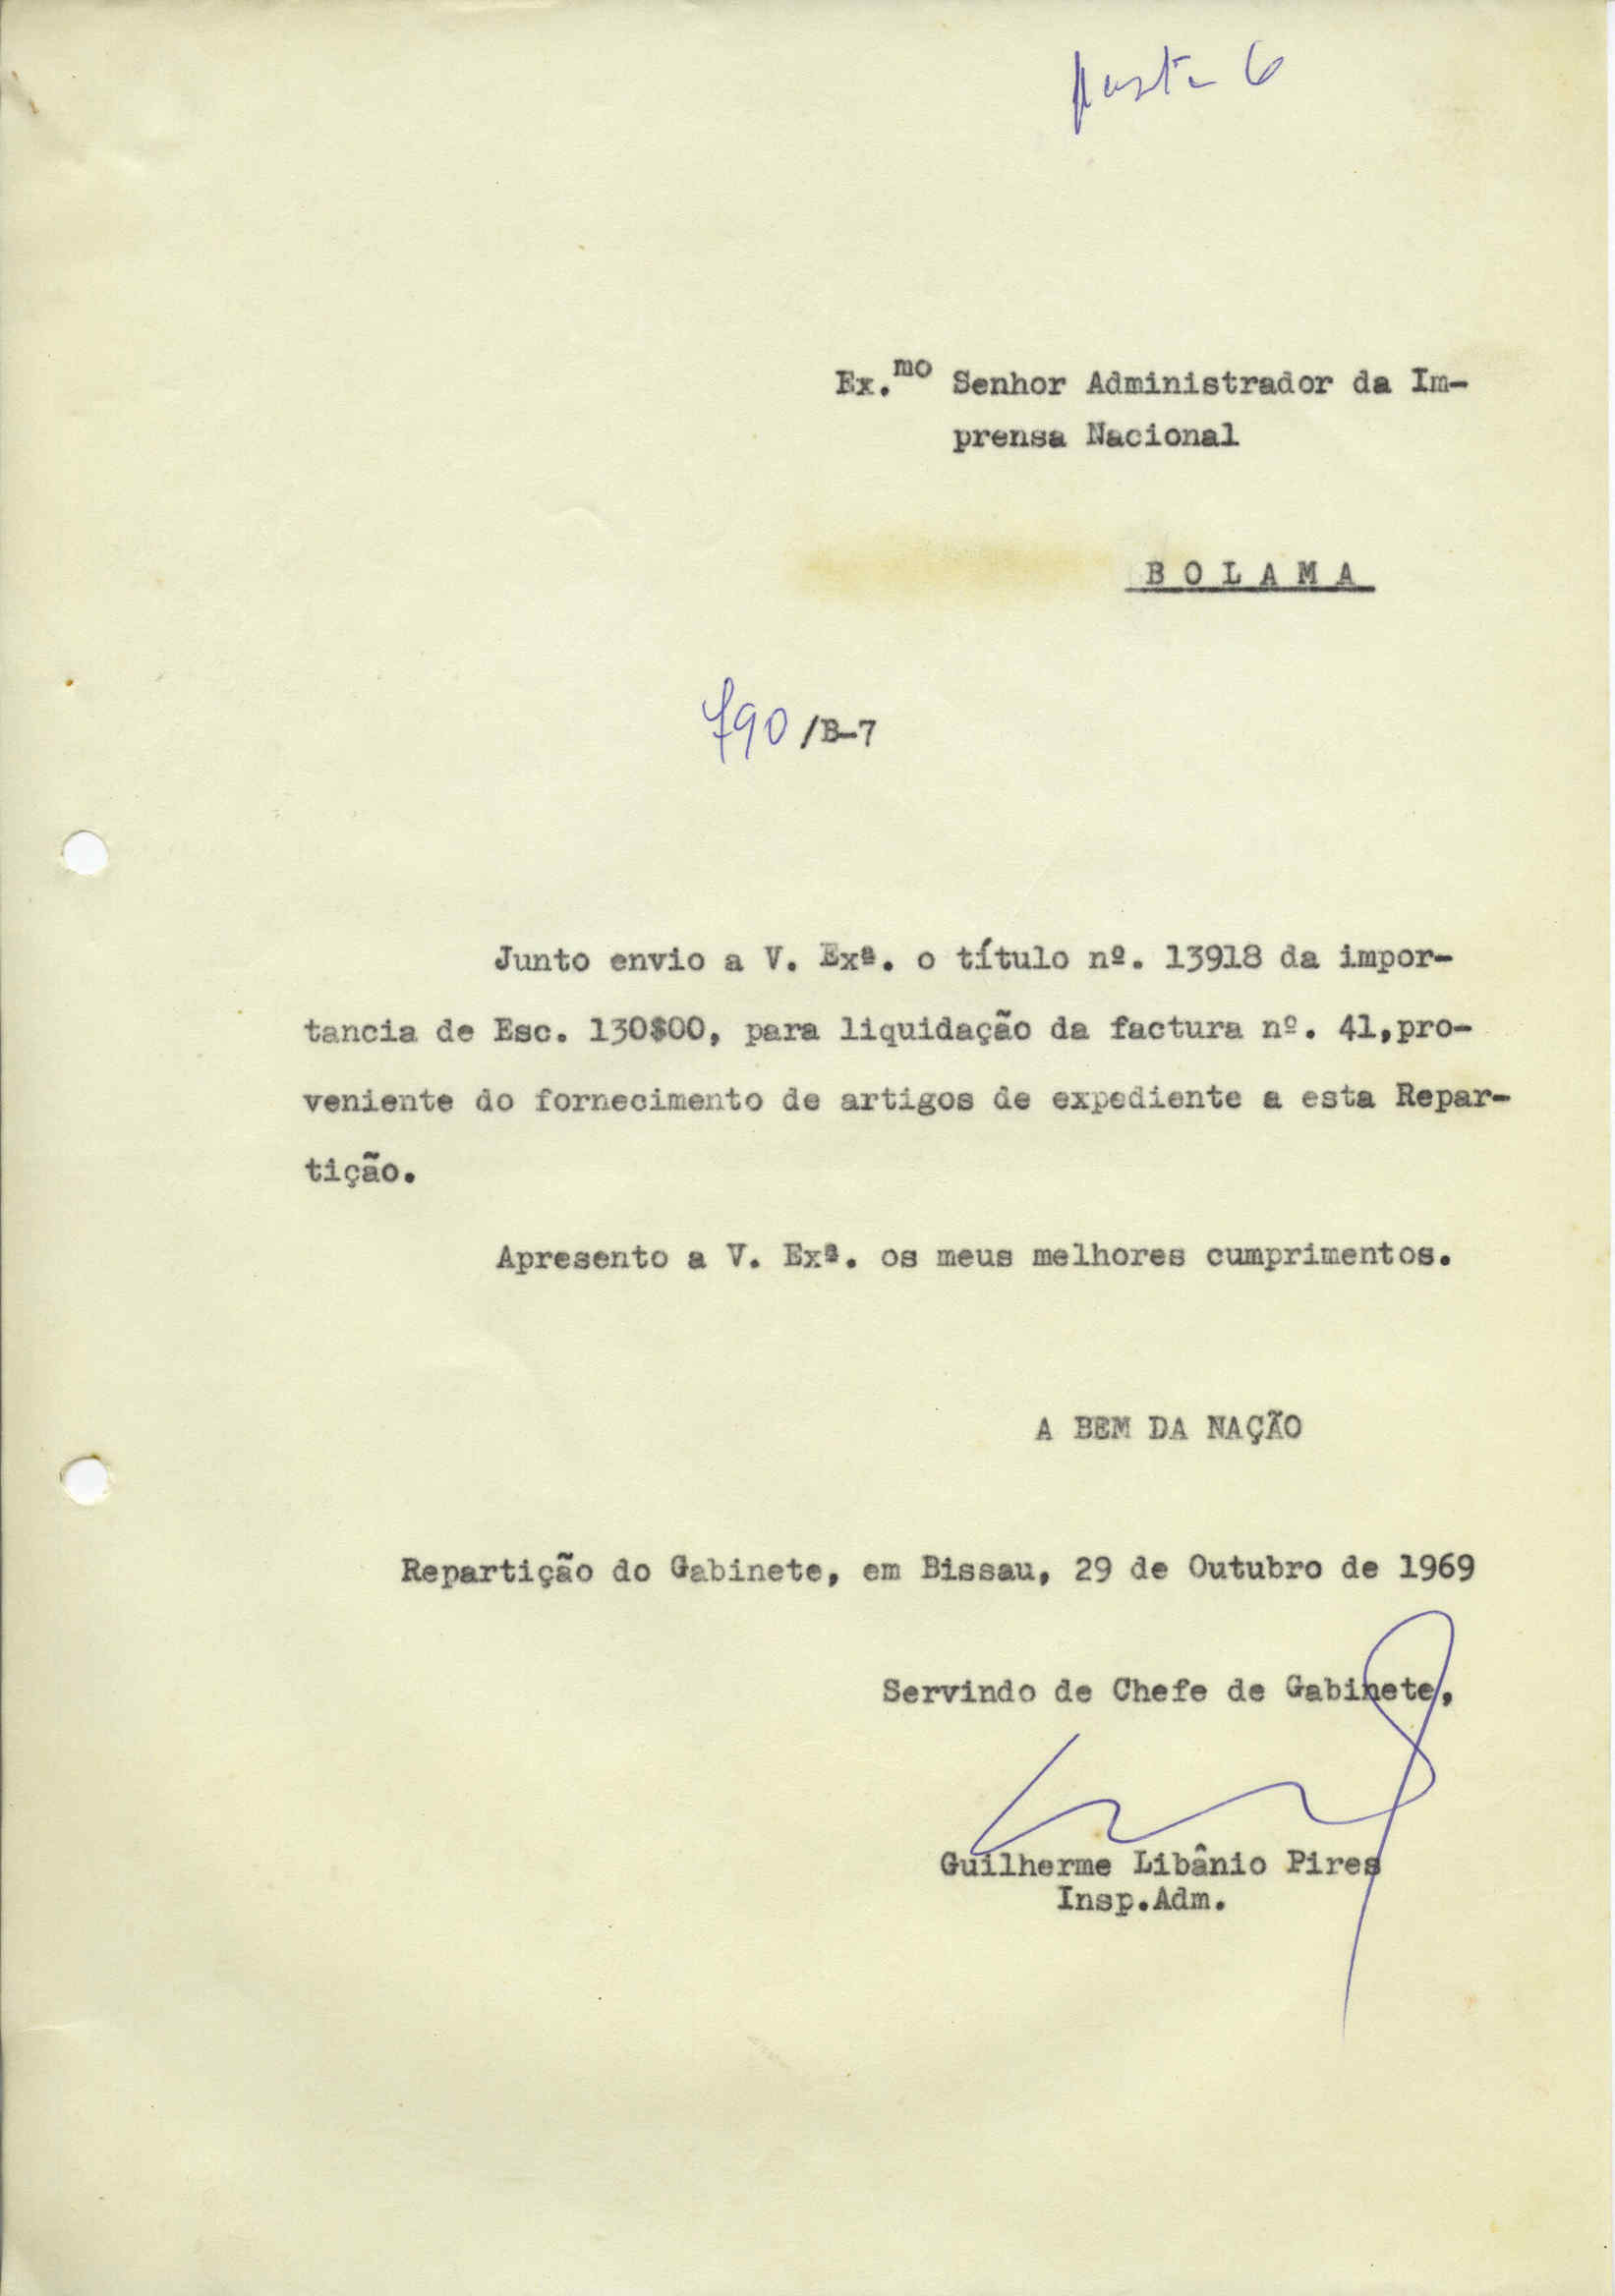 pasta 6
Ex.mo Senhor Administrador da Im-
prensa Nacional
BOLAMA
790/B-7
Junto envio a V. Exª. o título nº. 13918 da impor-
tancia de Esc. 130$00, para liquidação da factura nº. 41,pro-
veniente do fornecimento de artigos de expediente a esta Repar-
tição.
Apresento a V. Exª. os meus melhores cumprimentos.
A BEM DA NAÇÃO
Repartição do Gabinete, em Bissau, 29 de Outubro de 1969
Servindo de Chefe de Gabinete,
Guilherme Libânio Pires
Insp.Adm.